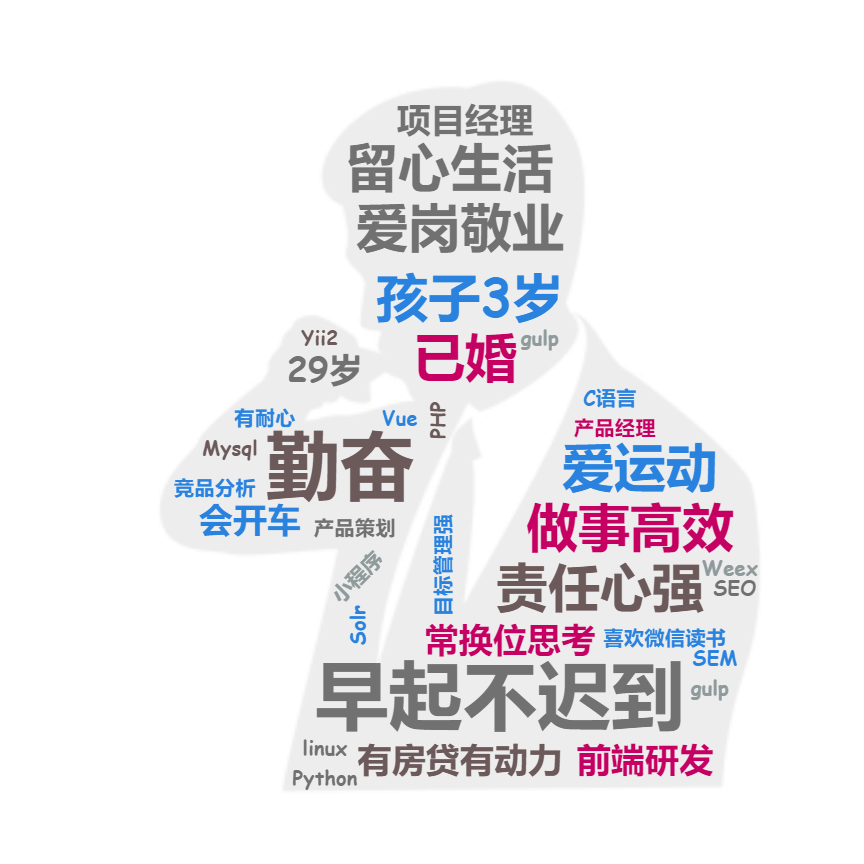 项目经理
留心生活
爱岗敬业
孩子3岁
Yii2
已婚
gulp
29岁
C语言
有耐心
Vue
PHP
产品经理
Mysql
勤奋
爱运动
竞品分析
会开车
产品策划
做事高效
目标管理强
小程序
责任心强
Weex
SEO
Solr
常换位思考
喜欢微信读书
SEM
早起不迟到
gulp
linux
有房贷有动力
前端研发
Python